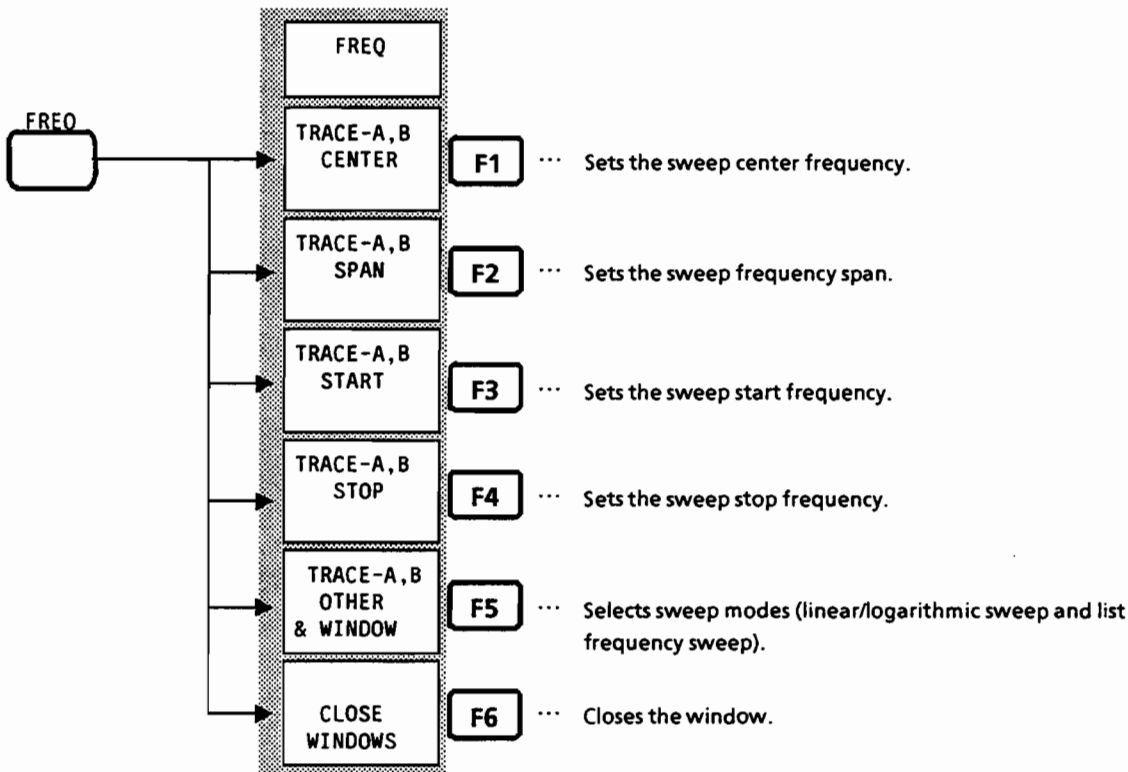 FREQ
FREQ
TRACE-A,B
CENTER
F1 ... Sets the sweep center frequency.
TRACE-A,B
SPAN
F2 ... Sets the sweep frequency span.
TRACE-A,B
START
F3 ... Sets the sweep start frequency.
TRACE-A,B
STOP
F4 ... Sets the sweep stop frequency.
TRACE-A,B
OTHER
& WINDOW
F5 ... Selects sweep modes (linear/logarithmic sweep and list
frequency sweep).
CLOSE
WINDOWS
F6 ... Closes the window.